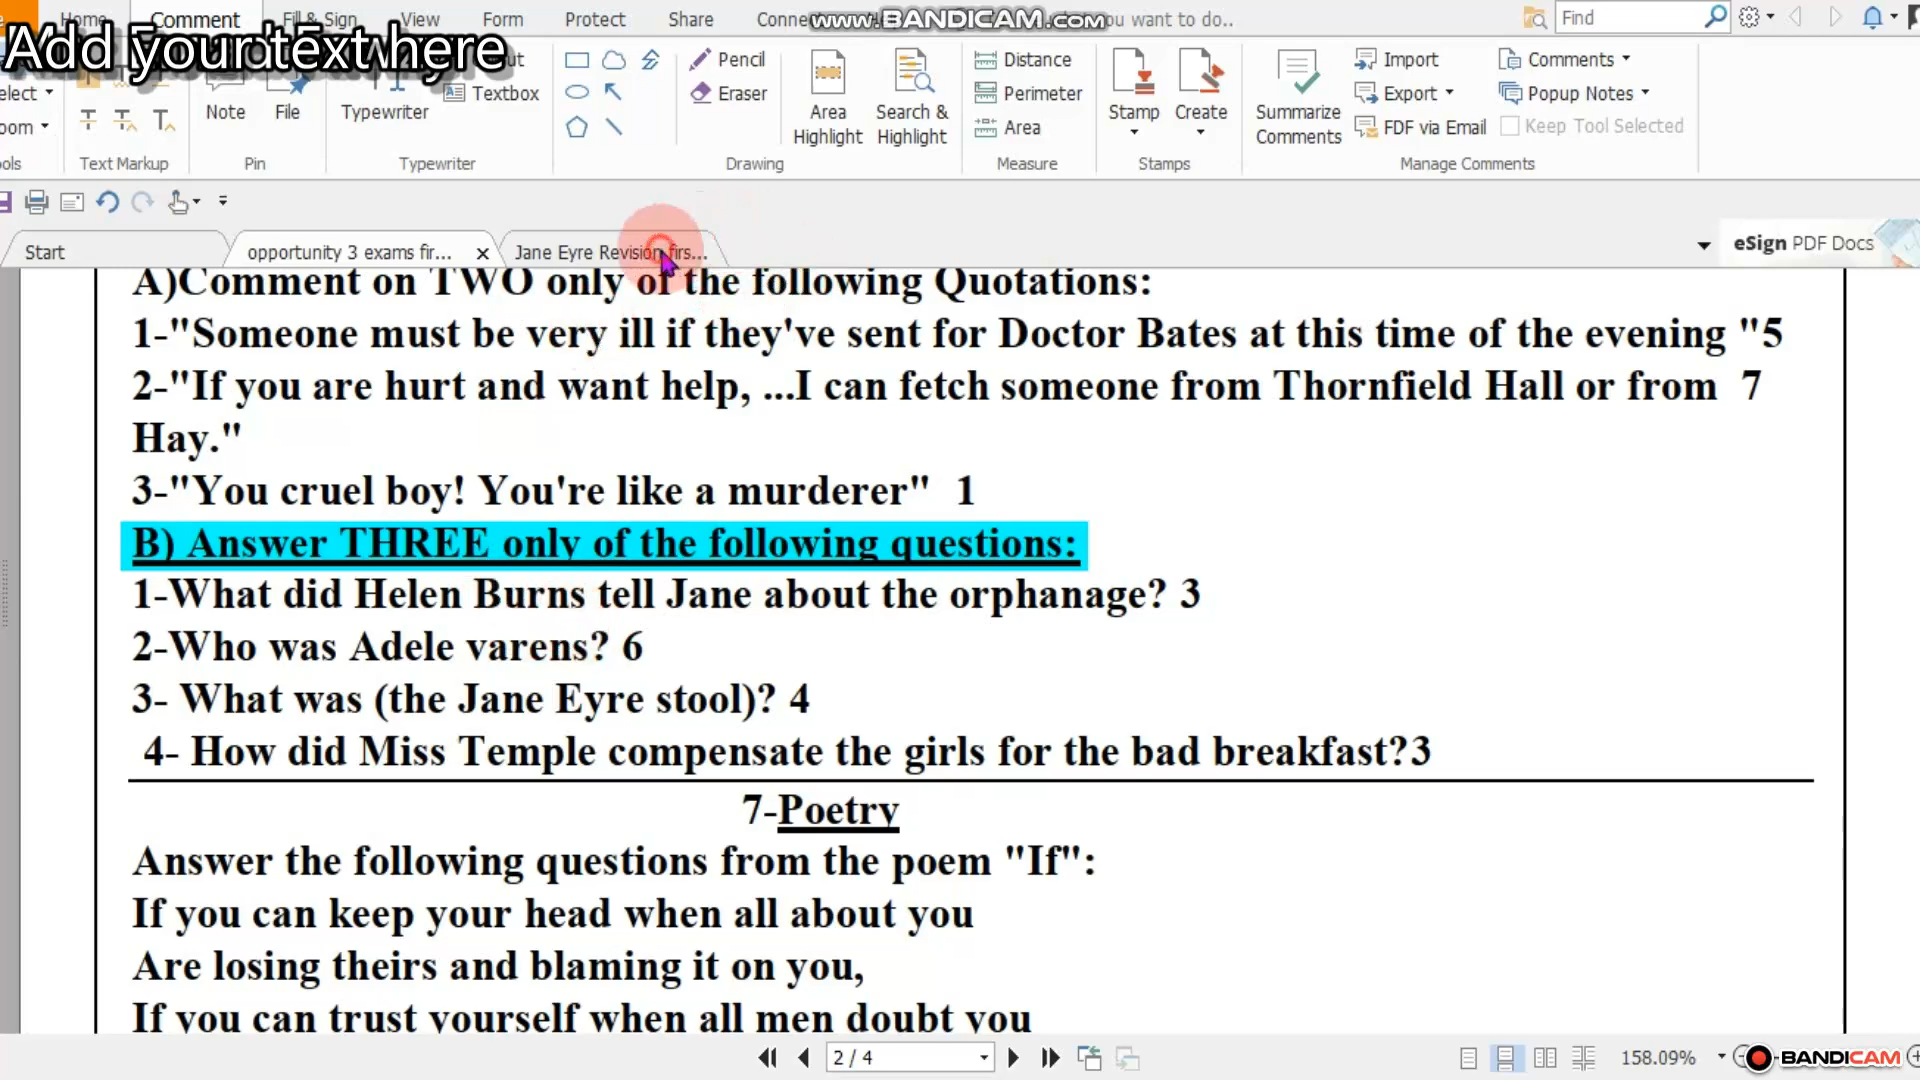 Home Comment Fill & Sign View Form Protect Share Connect www.BANDICAM.com you want to do.. Find
Add your text here
elect
oom
ools
Text Markup
Note
File
Pin
Typewriter
Textbox
Typewriter
Pencil
Eraser
Area Highlight
Search & Highlight
Drawing
Distance
Perimeter
Area
Measure
Stamp
Create
Stamps
Summarize Comments
Import
Export
FDF via Email
Comments
Popup Notes
Keep Tool Selected
Manage Comments
Start
opportunity 3 exams fir...
Jane Eyre Revision firs...
eSign PDF Docs
A)Comment on TWO only of the following Quotations:
1-"Someone must be very ill if they've sent for Doctor Bates at this time of the evening "5
2-"If you are hurt and want help, ...I can fetch someone from Thornfield Hall or from 7
Hay."
3-"You cruel boy! You're like a murderer" 1
B) Answer THREE only of the following questions:
1-What did Helen Burns tell Jane about the orphanage? 3
2-Who was Adele varens? 6
3- What was (the Jane Eyre stool)? 4
4- How did Miss Temple compensate the girls for the bad breakfast?3
7-Poetry
Answer the following questions from the poem "If":
If you can keep your head when all about you
Are losing theirs and blaming it on you,
If you can trust yourself when all men doubt you
2 / 4
158.09%
BANDICAM